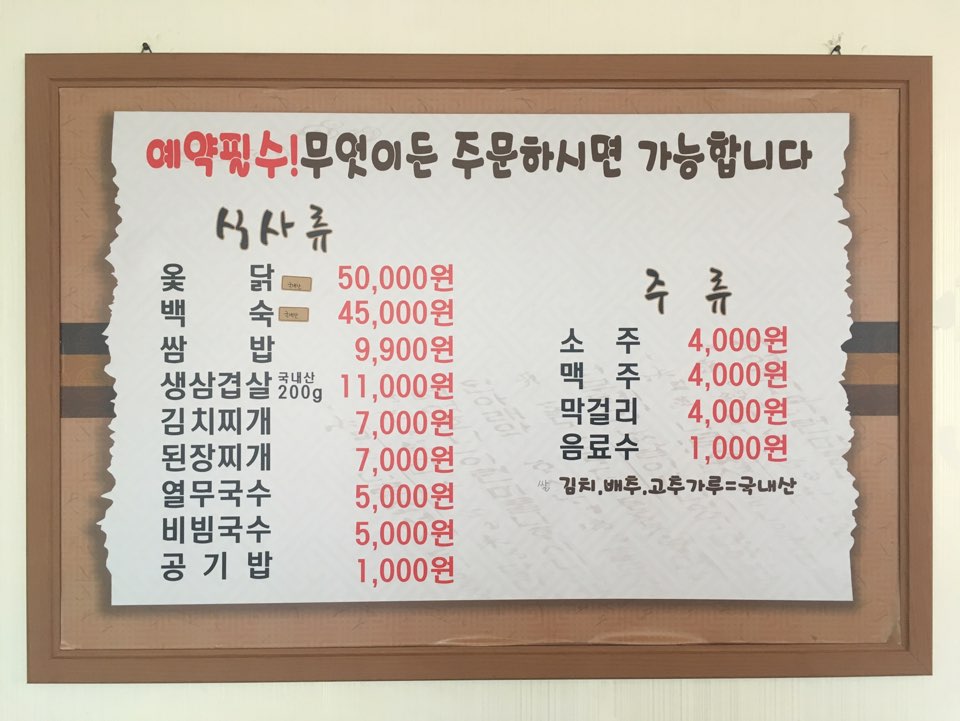 예약필수!무엇이든 주문하시면 가능합니다
식사류
옻닭 국내산 50,000원
백숙 국내산 45,000원
쌈밥 9,900원
생삼겹살 국내산 200g 11,000원
김치찌개 7,000원
된장찌개 7,000원
열무국수 5,000원
비빔국수 5,000원
공기밥 1,000원
주류
소주 4,000원
맥주 4,000원
막걸리 4,000원
음료수 1,000원
쌀 김치,배추,고추가루=국내산